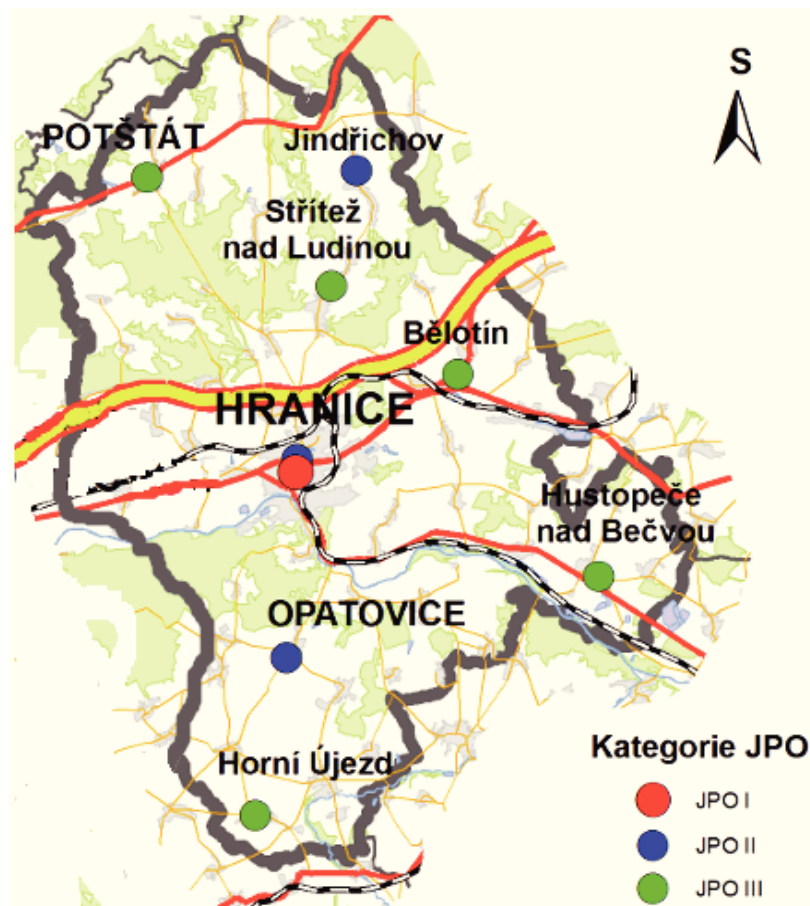 S
POTŠTÁT
Jindřichov
Střítež
nad Ludinou
Bělotín
HRANICE
Hustopeče
nad Bečvou
OPATOVICE
Horní Újezd
Kategorie JPO
JPO I
JPO II
JPO III